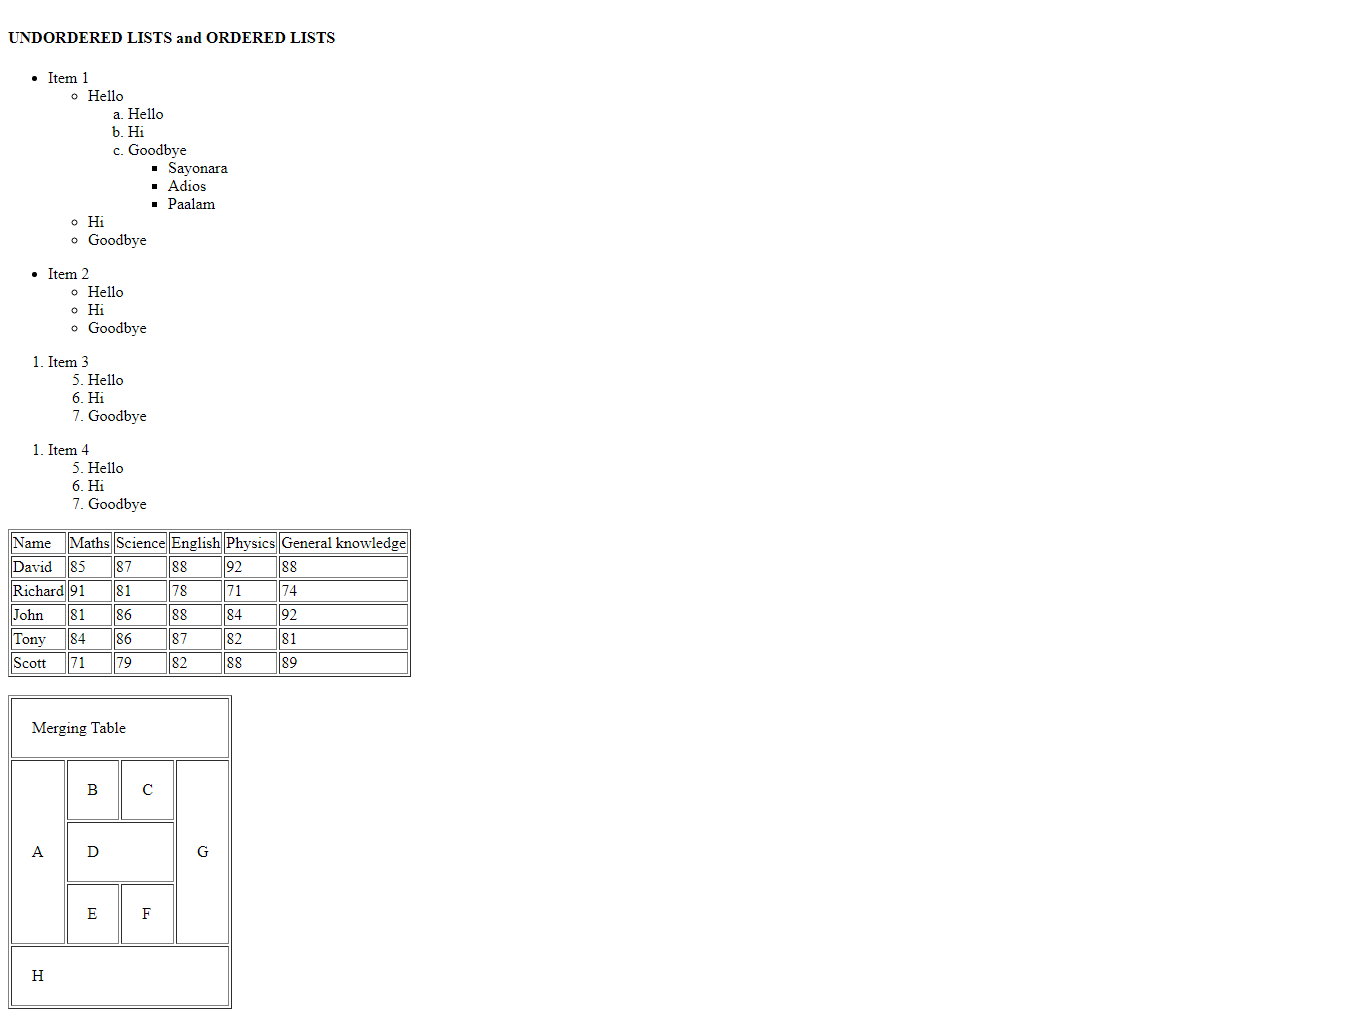 UNDORDERED LISTS and ORDERED LISTS
• Item 1
◦ Hello
a. Hello
b. Hi
c. Goodbye
▪ Sayonara
▪ Adios
▪ Paalam
◦ Hi
◦ Goodbye
• Item 2
◦ Hello
◦ Hi
◦ Goodbye
1. Item 3
5. Hello
6. Hi
7. Goodbye
1. Item 4
5. Hello
6. Hi
7. Goodbye
Name Maths Science English Physics General knowledge
David 85 87 88 92 88
Richard 91 81 78 71 74
John 81 86 88 84 92
Tony 84 86 87 82 81
Scott 71 79 82 88 89
Merging Table
B C
A D G
E F
H